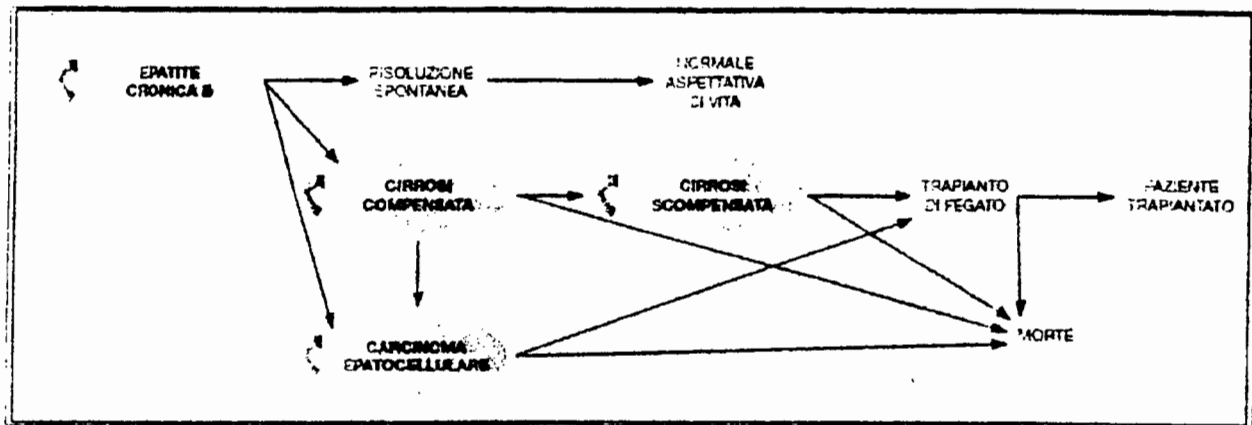 EPATITE
CRONICA B
RISOLUZIONE
SPONTANEA
NORMALE
ASPETTATIVA
DI VITA
CIRROSI
COMPENSATA
CIRROSI
SCOMPENSATA
TRAPIANTO
DI FEGATO
PAZIENTE
TRAPIANTATO
CARCINOMA
EPATOCELLULARE
MORTE